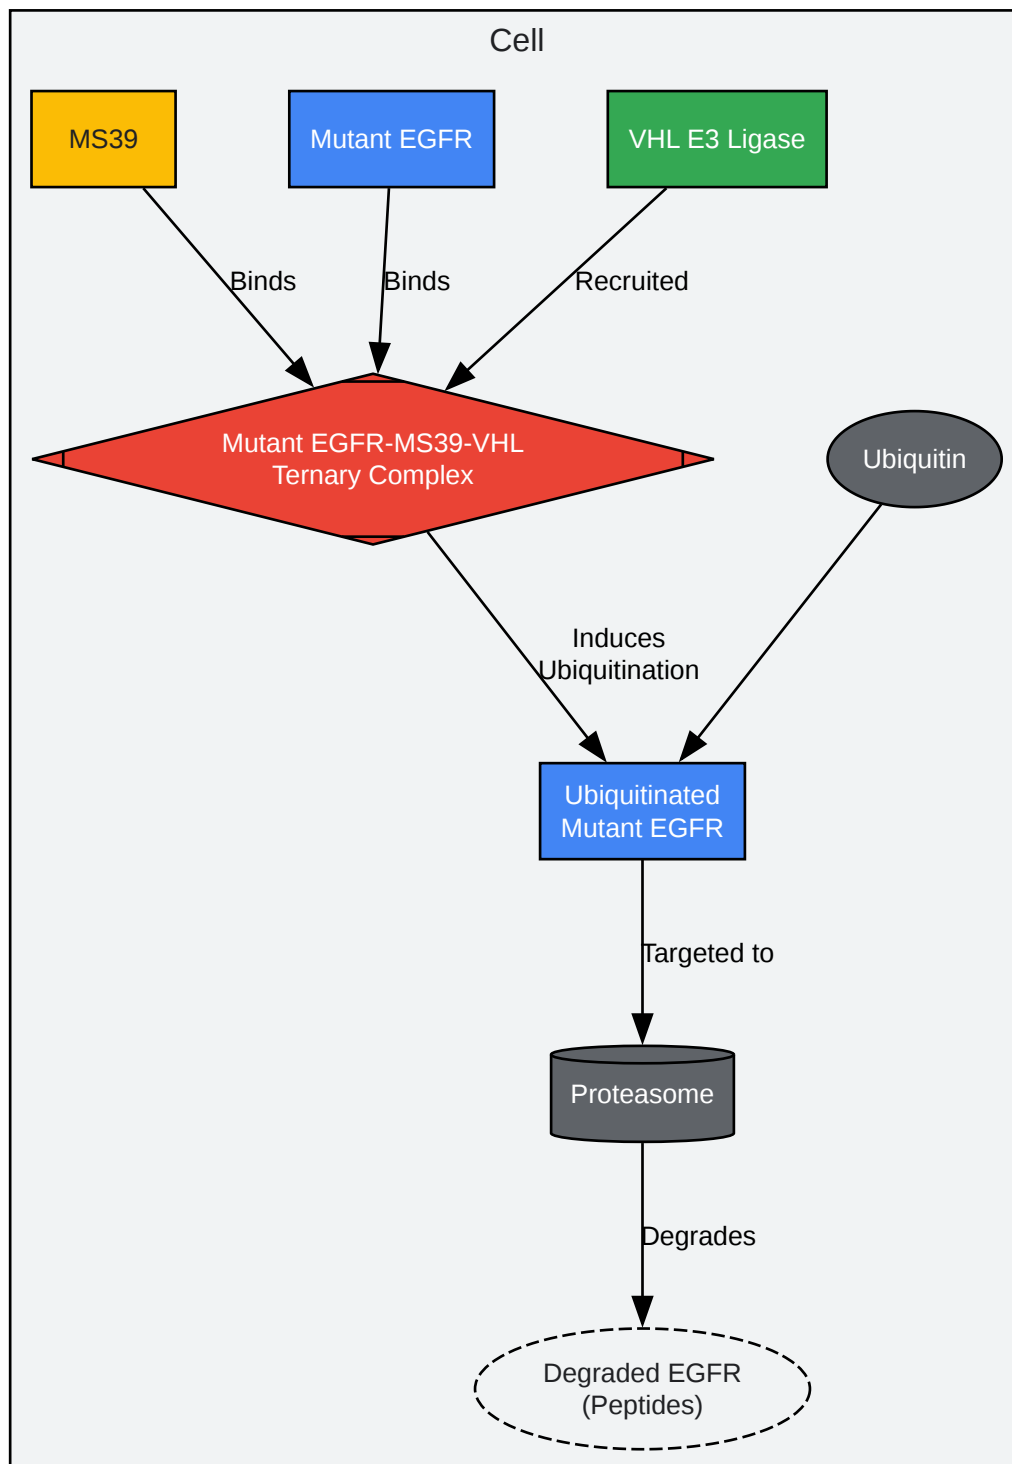 Cell
MS39
Mutant EGFR
VHL E3 Ligase
Binds
Binds
Recruited
Mutant EGFR-MS39-VHL
Ternary Complex
Ubiquitin
Induces
Ubiquitination
Ubiquitinated
Mutant EGFR
Targeted to
Proteasome
Degrades
Degraded EGFR
(Peptides)